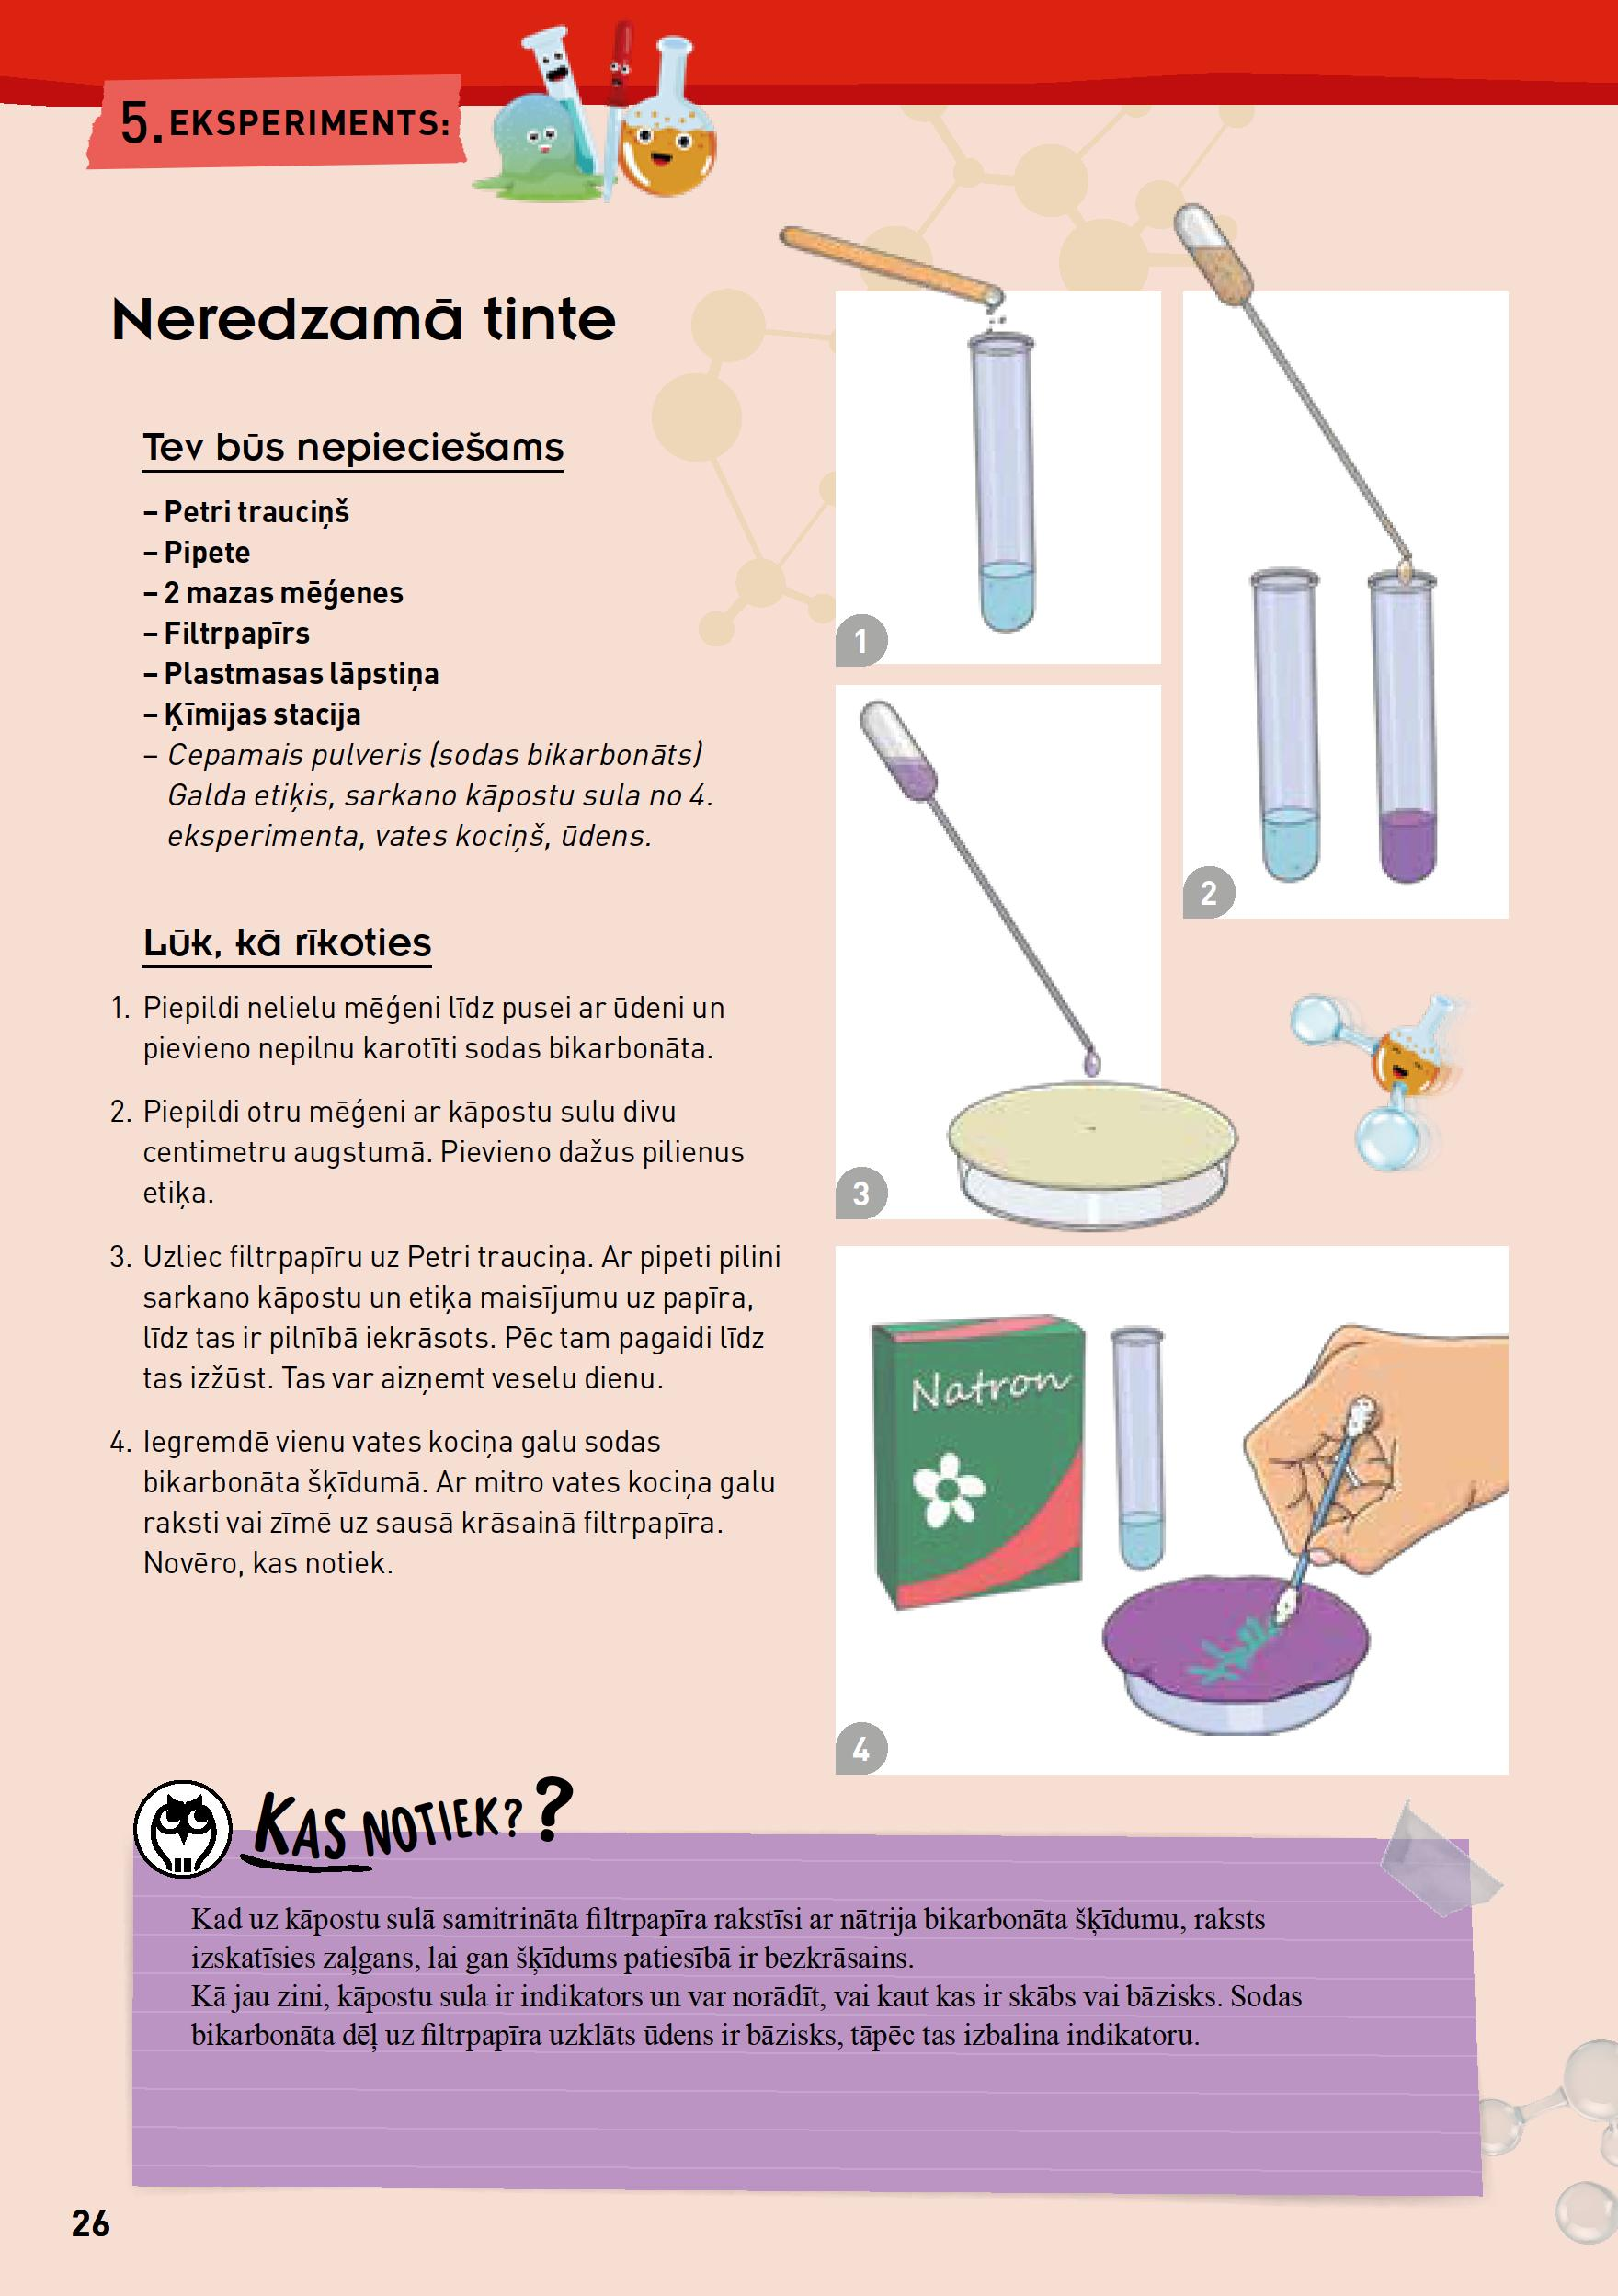 5. EKSPERIMENTS:
Neredzamā tinte
Tev būs nepieciešams
– Petri trauciņš
– Pipete
– 2 mazas mēģenes
– Filtrpapīrs
– Plastmasas lāpstiņa
– Ķīmijas stacija
– Cepamais pulveris (sodas bikarbonāts)
Galda etiķis, sarkano kāpostu sula no 4.
eksperimenta, vates kociņš, ūdens.
Lūk, kā rīkoties
1. Piepildi nelielu mēģeni līdz pusei ar ūdeni un
pievieno nepilnu karotīti sodas bikarbonāta.
2. Piepildi otru mēģeni ar kāpostu sulu divu
centimetru augstumā. Pievieno dažus pilienus
etiķa.
3. Uzliec filtrpapīru uz Petri trauciņa. Ar pipeti pilini
sarkano kāpostu un etiķa maisījumu uz papīra,
līdz tas ir pilnībā iekrāsots. Pēc tam pagaidi līdz
tas izžūst. Tas var aizņemt veselu dienu.
4. Iegremdē vienu vates kociņa galu sodas
bikarbonāta šķīdumā. Ar mitro vates kociņa galu
raksti vai zīmē uz sausā krāsainā filtrpapīra.
Novēro, kas notiek.
1
2
3
Natron
4
KAS NOTIEK? ?
Kad uz kāpostu sulā samitrināta filtrpapīra rakstīsi ar nātrija bikarbonāta šķīdumu, raksts
izskatīsies zaļgans, lai gan šķīdums patiesībā ir bezkrāsains.
Kā jau zini, kāpostu sula ir indikators un var norādīt, vai kaut kas ir skābs vai bāzisks. Sodas
bikarbonāta dēļ uz filtrpapīra uzklāts ūdens ir bāzisks, tāpēc tas izbalina indikatoru.
26